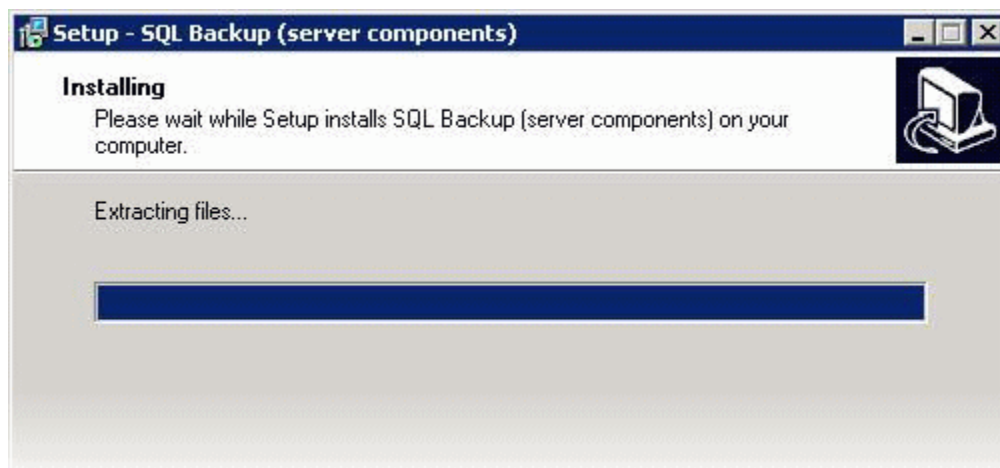 Setup - SQL Backup (server components)
Installing
Please wait while Setup installs SQL Backup (server components) on your
computer.
Extracting files...